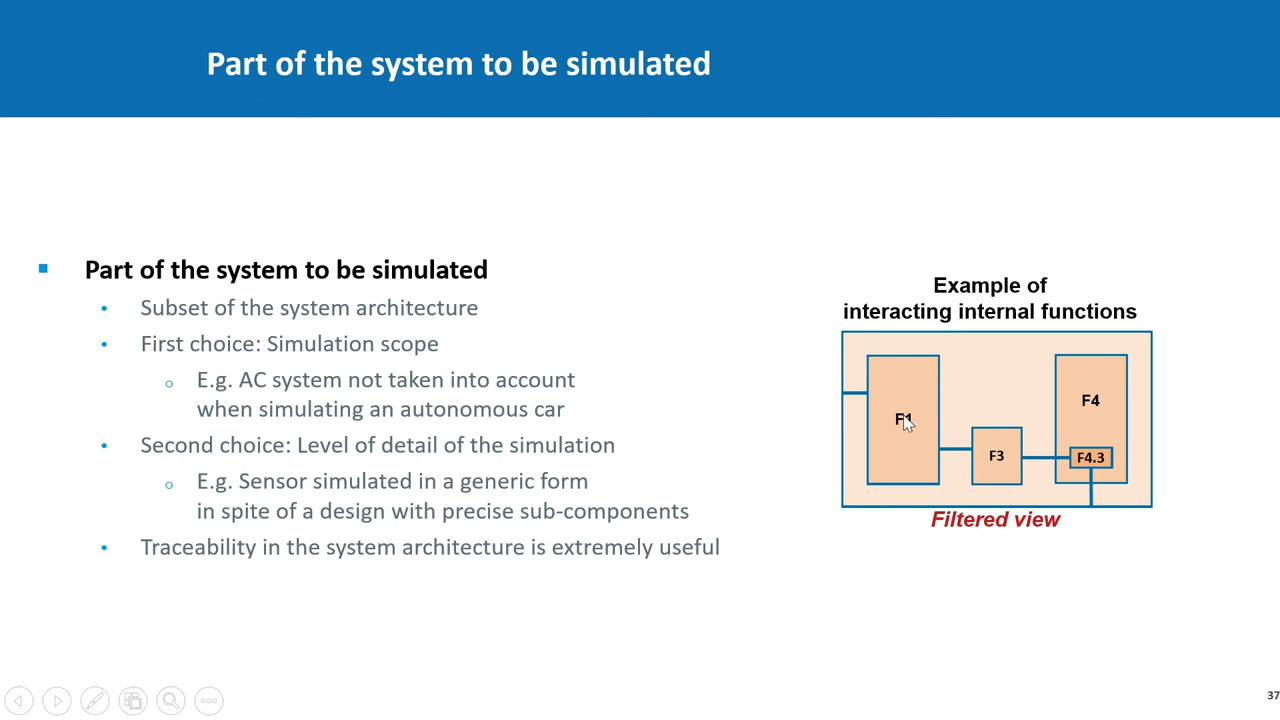 Part of the system to be simulated
Part of the system to be simulated
Subset of the system architecture
First choice: Simulation scope
E.g. AC system not taken into account
when simulating an autonomous car
Second choice: Level of detail of the simulation
E.g. Sensor simulated in a generic form
in spite of a design with precise sub-components
Traceability in the system architecture is extremely useful
Example of
interacting internal functions
F1
F3
F4
F4.3
Filtered view
37